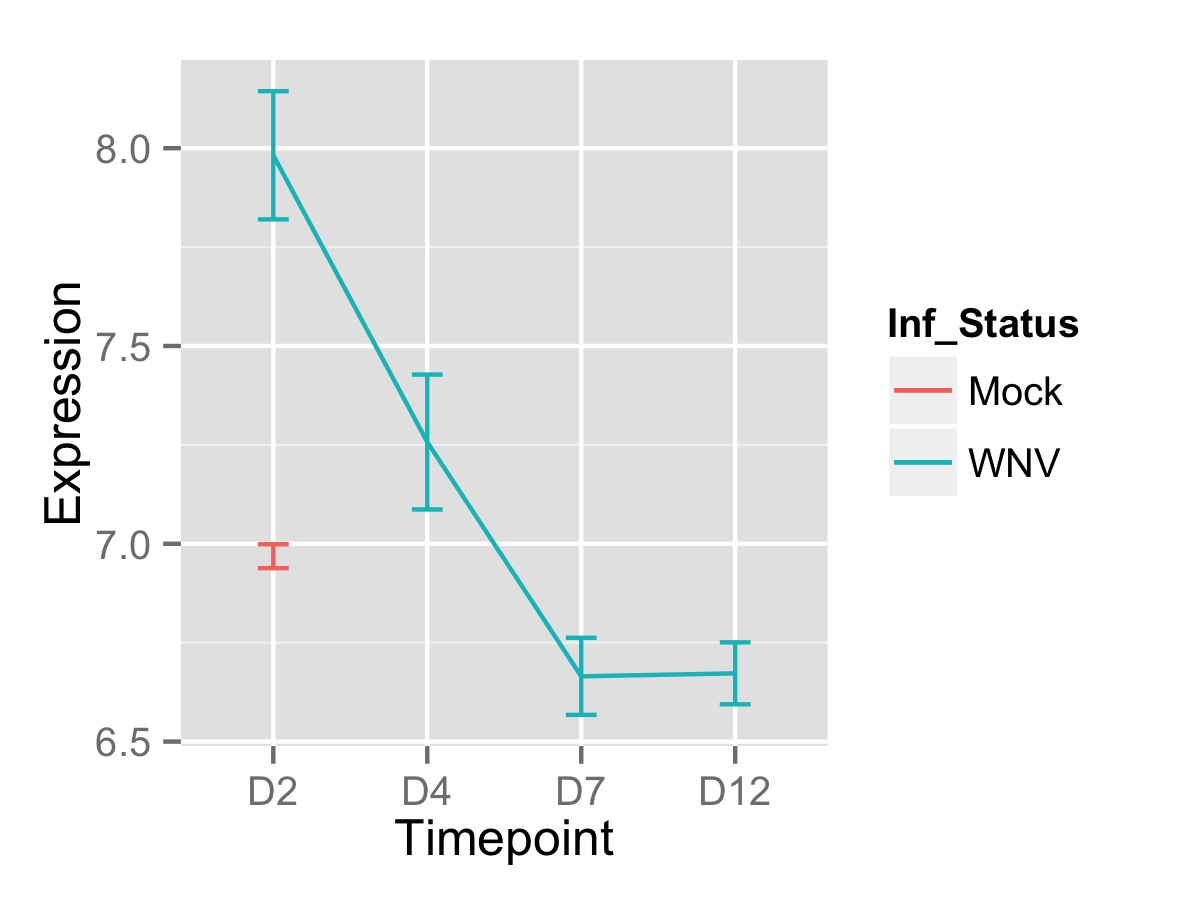 Expression
8.0
7.5
7.0
6.5
D2 D4 D7 D12
Timepoint
Inf_Status
Mock
WNV